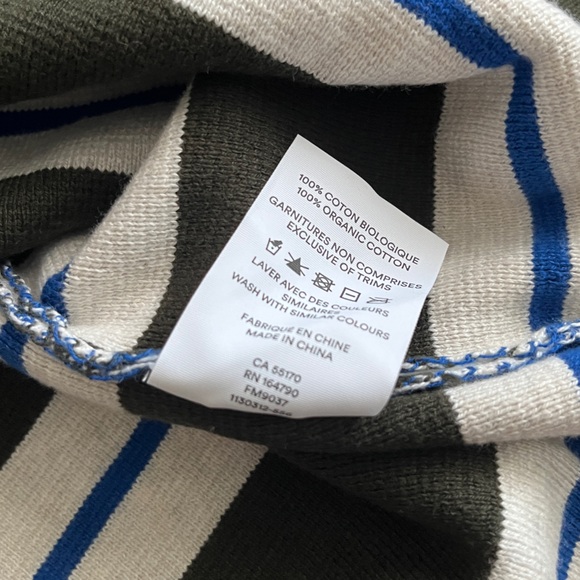 100% COTON BIOLOGIQUE
100% ORGANIC COTTON
GARNITURES NON COMPRISES
EXCLUSIVE OF TRIMS
LAVER AVEC DES COULEURS
SIMILAIRES
WASH WITH SIMILAR COLOURS
FABRIQUÉ EN CHINE
MADE IN CHINA
CA 55170
RN 164790
FM9037